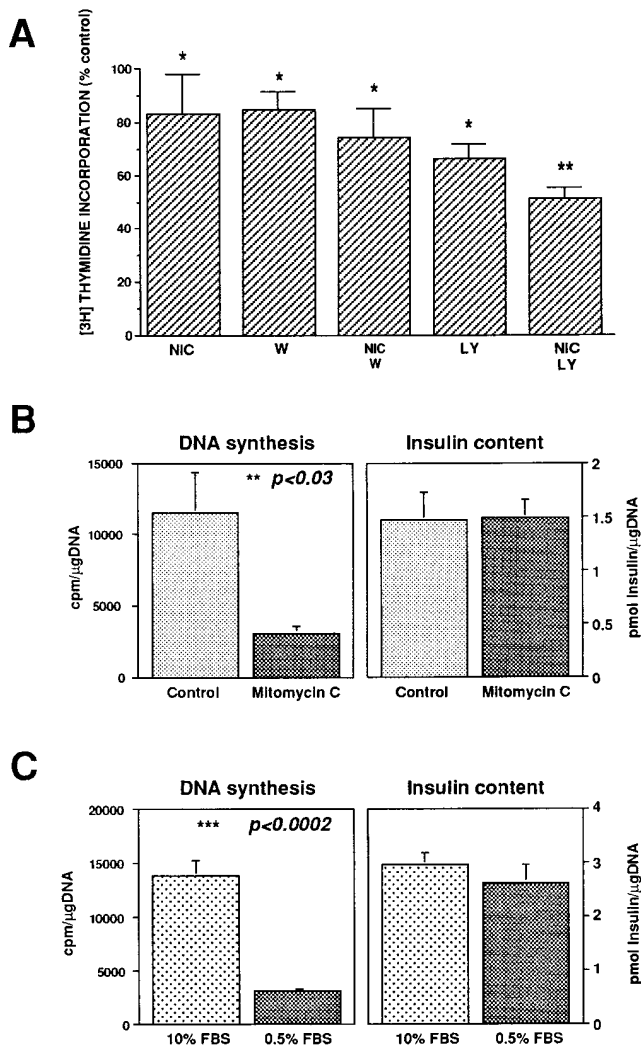 A
[3H] THYMIDINE INCORPORATION (% control)
100
80
60
40
20
0
*
*
*
*
**
NIC
W
NIC
W
LY
NIC
LY
B
DNA synthesis
Insulin content
cpm/µgDNA
15000
10000
5000
0
** p<0.03
Control
Mitomycin C
Control
Mitomycin C
2
1.5
1
0.5
0
pmol Insulin/µgDNA
C
DNA synthesis
Insulin content
cpm/µgDNA
20000
15000
10000
5000
0
*** p<0.0002
10% FBS
0.5% FBS
10% FBS
0.5% FBS
4
3
2
1
0
pmol Insulin/µgDNA